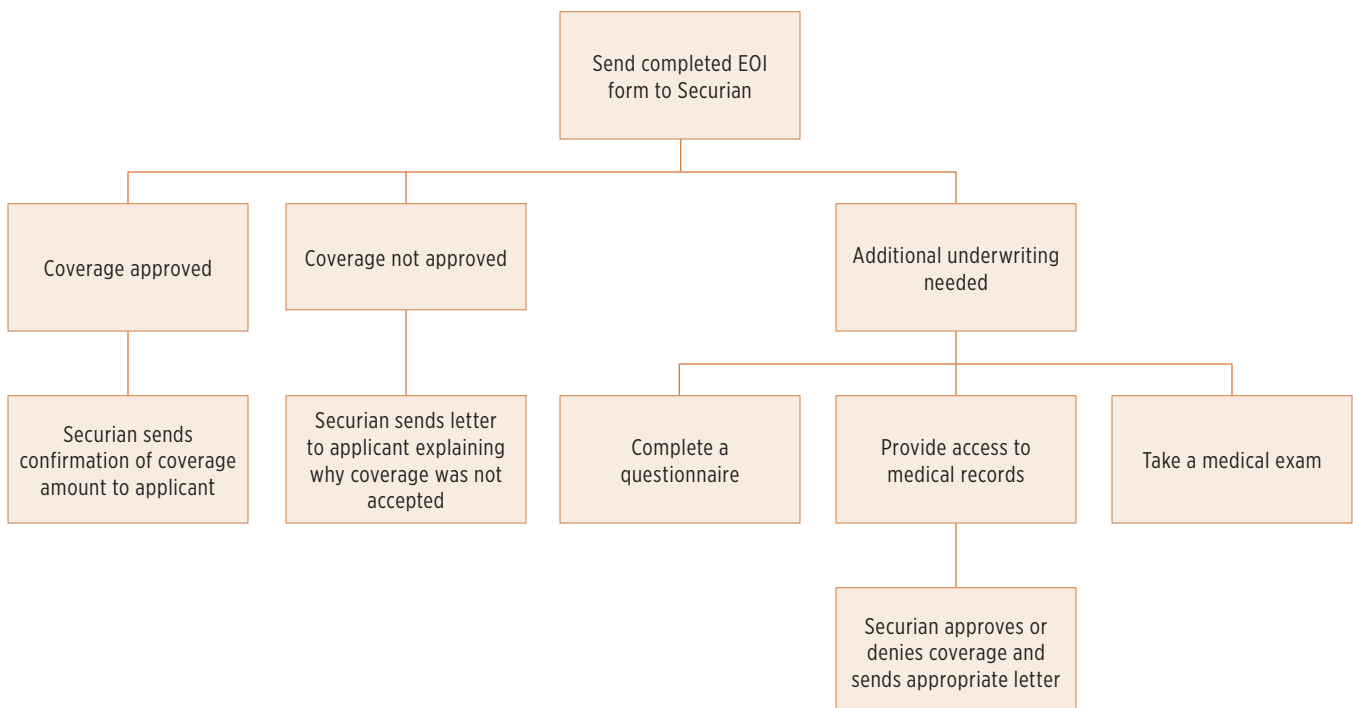 Send completed EOI
form to Securian
Coverage approved
Coverage not approved
Additional underwriting
needed
Securian sends
confirmation of coverage
amount to applicant
Securian sends letter
to applicant explaining
why coverage was not
accepted
Complete a
questionnaire
Provide access to
medical records
Take a medical exam
Securian approves or
denies coverage and
sends appropriate letter